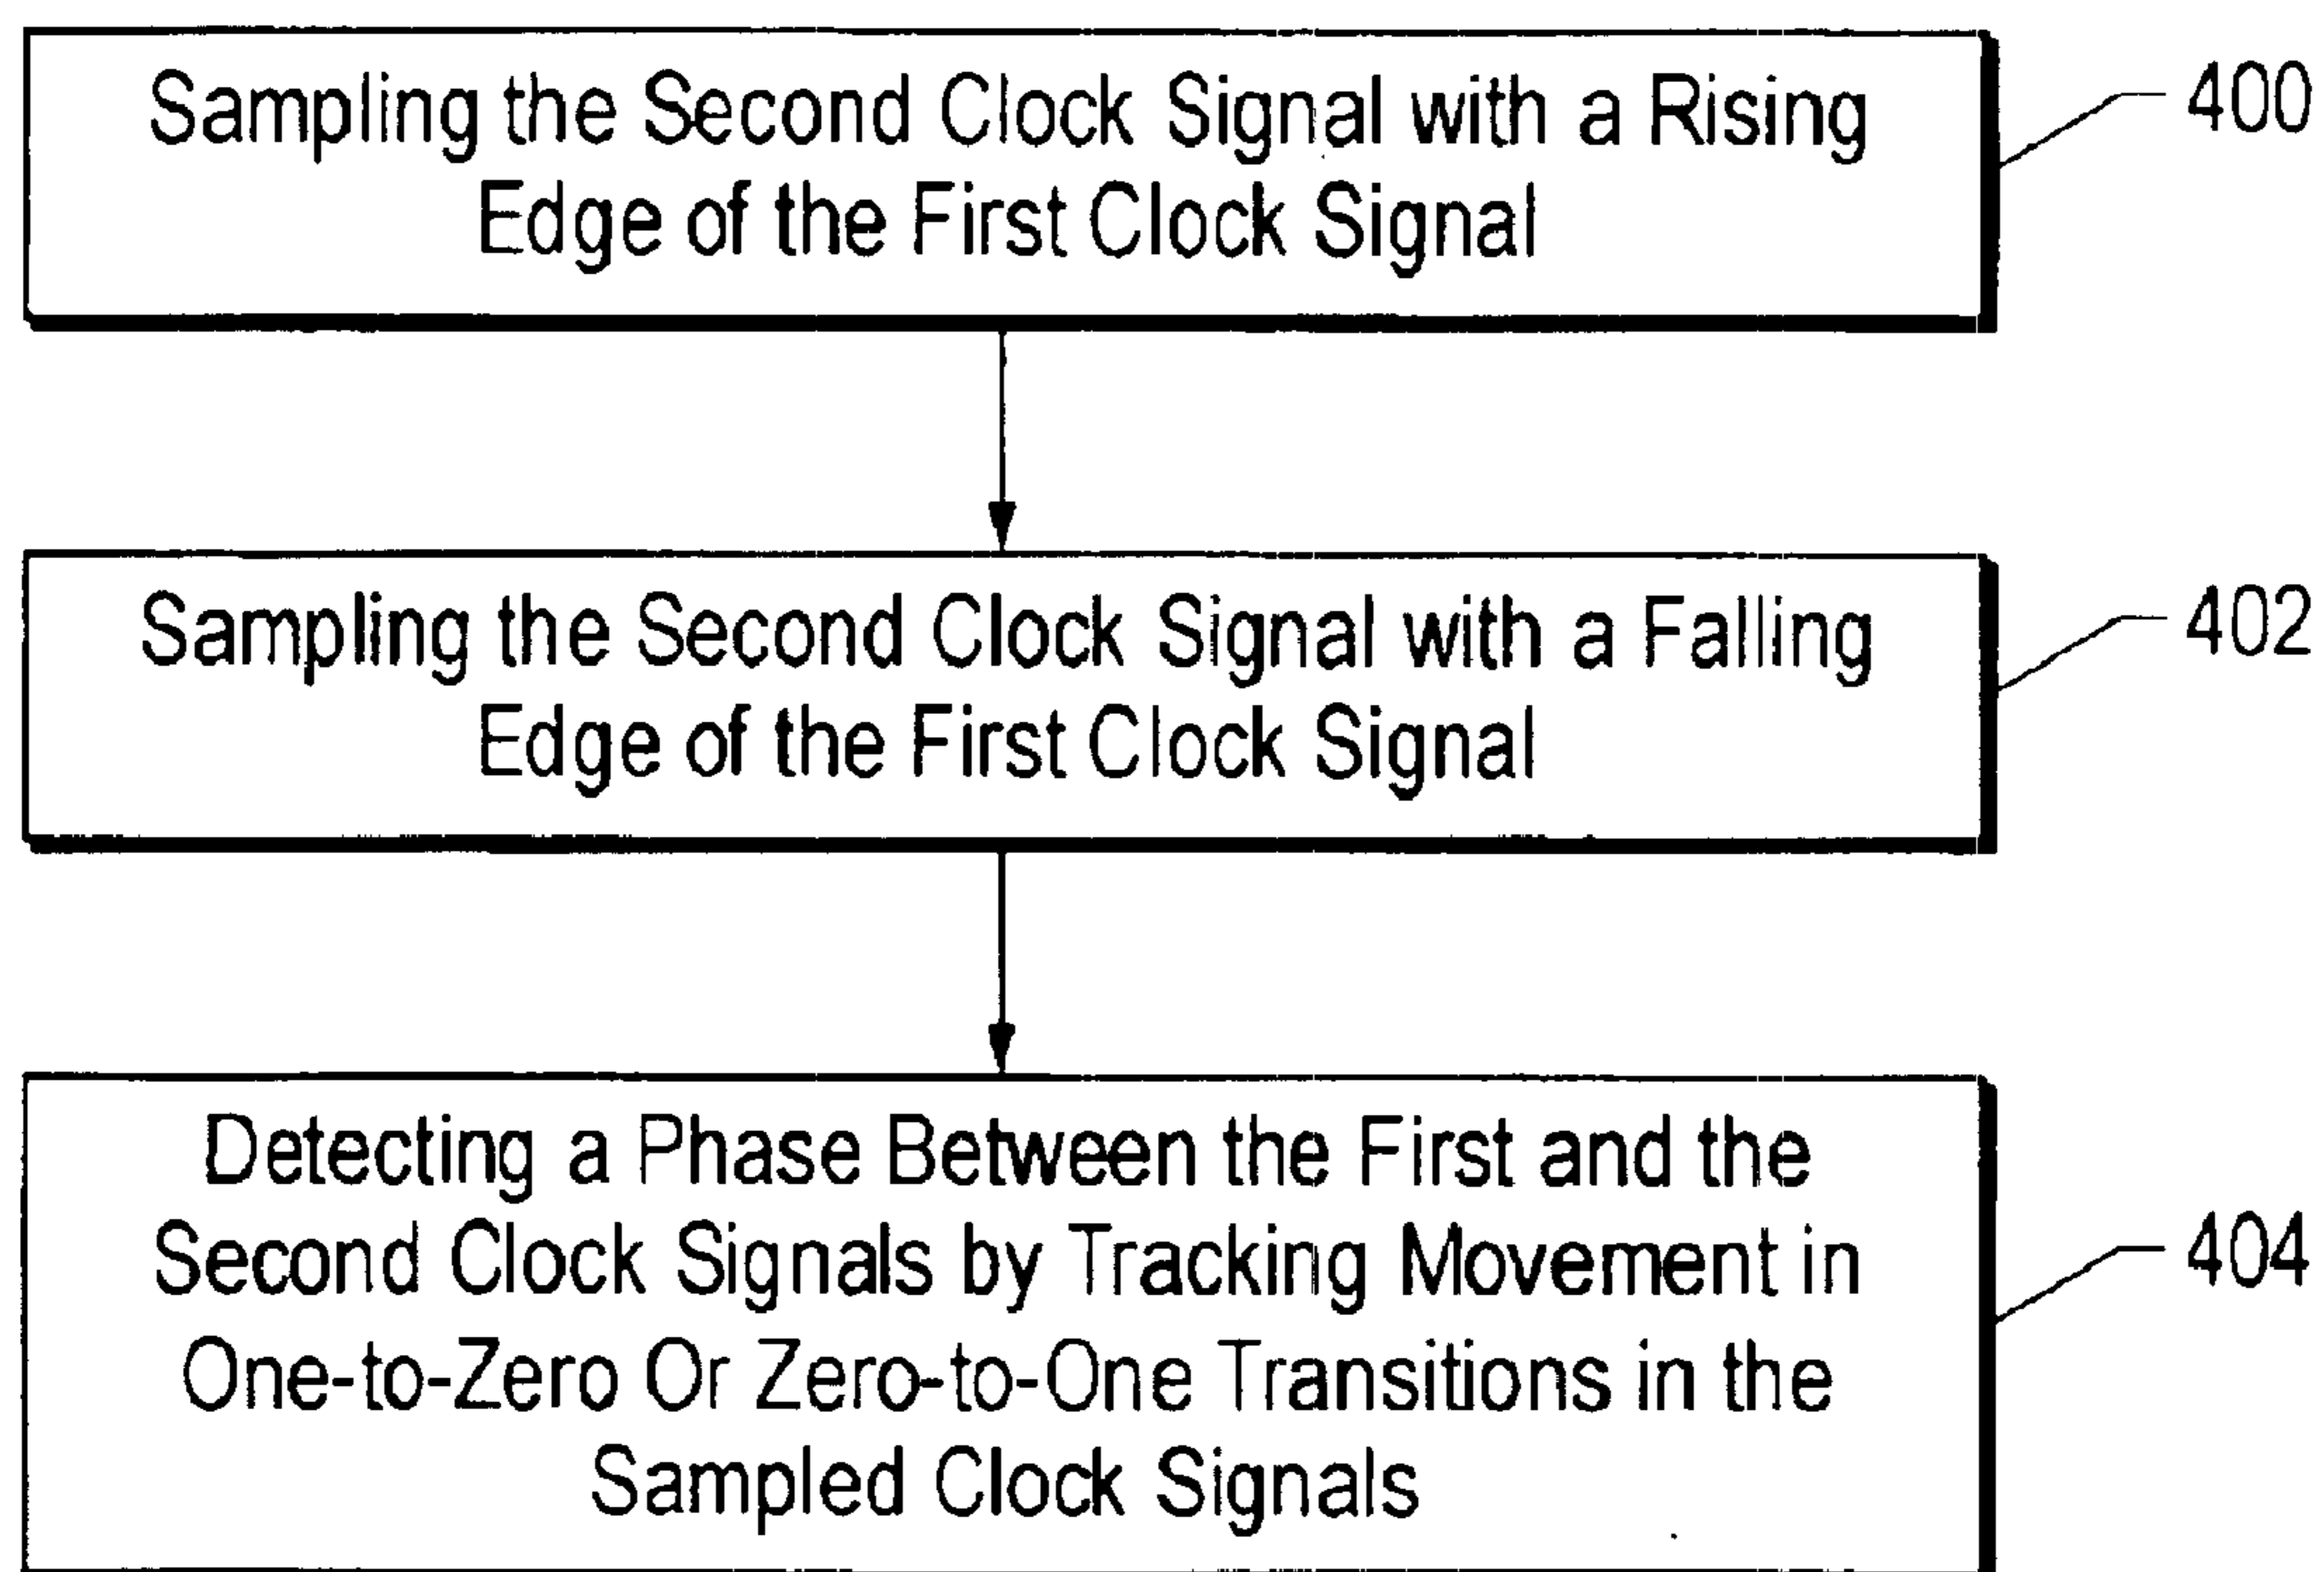 Sampling the Second Clock Signal with a Rising
Edge of the First Clock Signal
400
Sampling the Second Clock Signal with a Falling
Edge of the First Clock Signal
402
Detecting a Phase Between the First and the
Second Clock Signals by Tracking Movement in
One-to-Zero Or Zero-to-One Transitions in the
Sampled Clock Signals
404